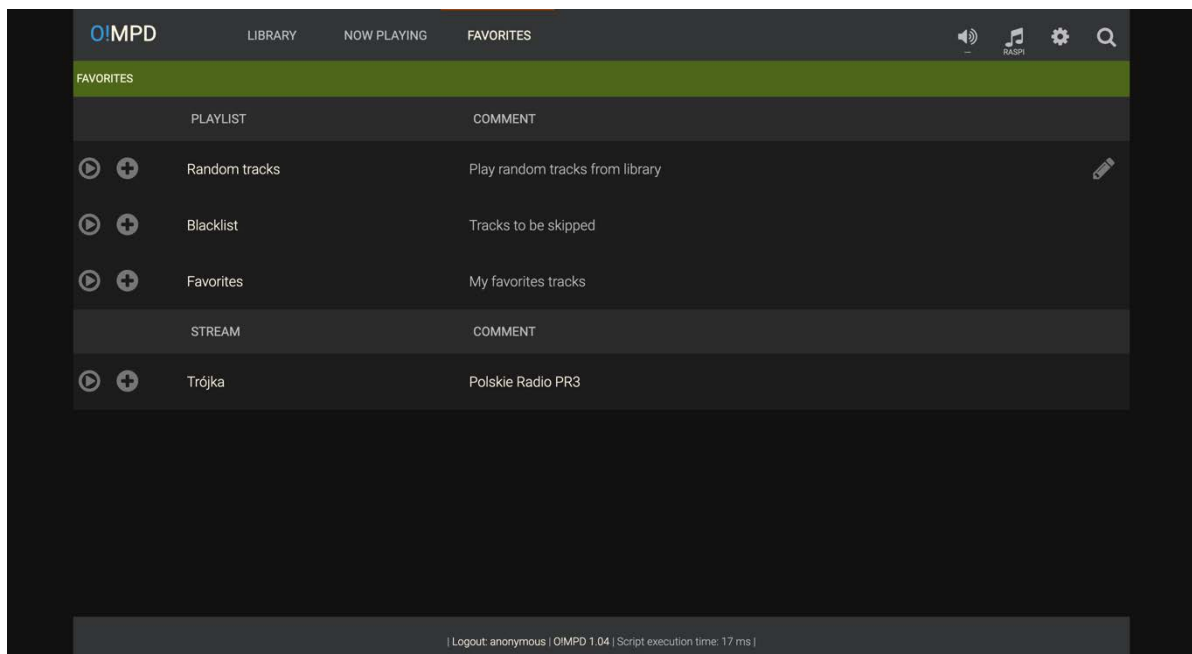 O!MPD LIBRARY NOW PLAYING FAVORITES RASPI
FAVORITES
PLAYLIST COMMENT
Random tracks Play random tracks from library
Blacklist Tracks to be skipped
Favorites My favorites tracks
STREAM COMMENT
Trójka Polskie Radio PR3
| Logout: anonymous | O!MPD 1.04 | Script execution time: 17 ms |